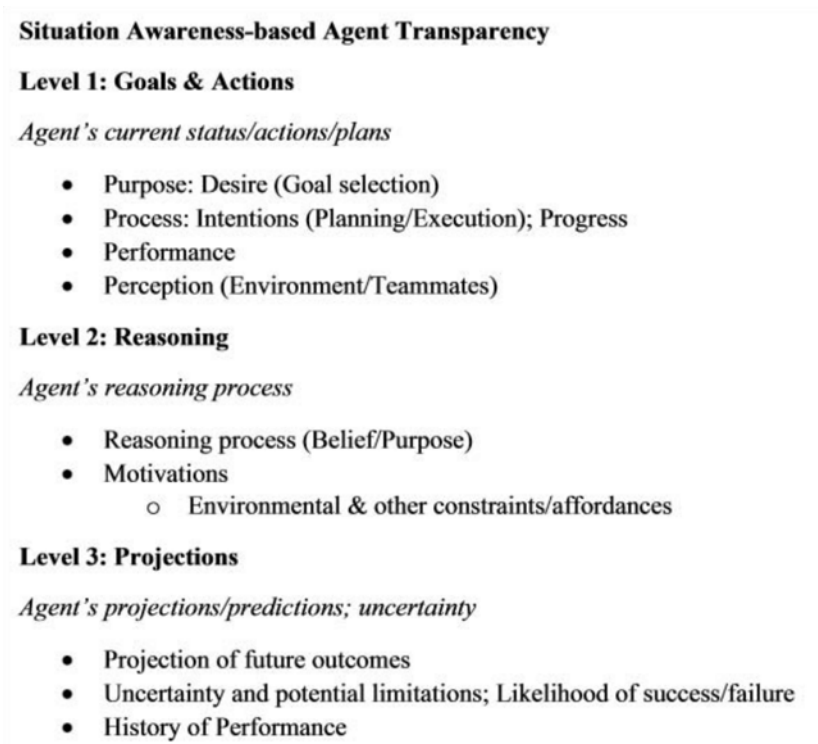 Situation Awareness-based Agent Transparency
Level 1: Goals & Actions
Agent's current status/actions/plans
• Purpose: Desire (Goal selection)
• Process: Intentions (Planning/Execution); Progress
• Performance
• Perception (Environment/Teammates)
Level 2: Reasoning
Agent's reasoning process
• Reasoning process (Belief/Purpose)
• Motivations
o Environmental & other constraints/affordances
Level 3: Projections
Agent's projections/predictions; uncertainty
• Projection of future outcomes
• Uncertainty and potential limitations; Likelihood of success/failure
• History of Performance